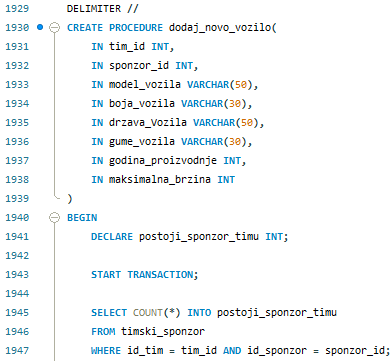 1929 DELIMITER //
1930 CREATE PROCEDURE dodaj_novo_vozilo(
1931 IN tim_id INT,
1932 IN sponzor_id INT,
1933 IN model_vozila VARCHAR(50),
1934 IN boja_vozila VARCHAR(30),
1935 IN drzava_Vozila VARCHAR(50),
1936 IN gume_vozila VARCHAR(30),
1937 IN godina_proizvodnje INT,
1938 IN maksimalna_brzina INT
1939 )
1940 BEGIN
1941 DECLARE postoji_sponzor_timu INT;
1942
1943 START TRANSACTION;
1944
1945 SELECT COUNT(*) INTO postoji_sponzor_timu
1946 FROM timski_sponzor
1947 WHERE id_tim = tim_id AND id_sponzor = sponzor_id;